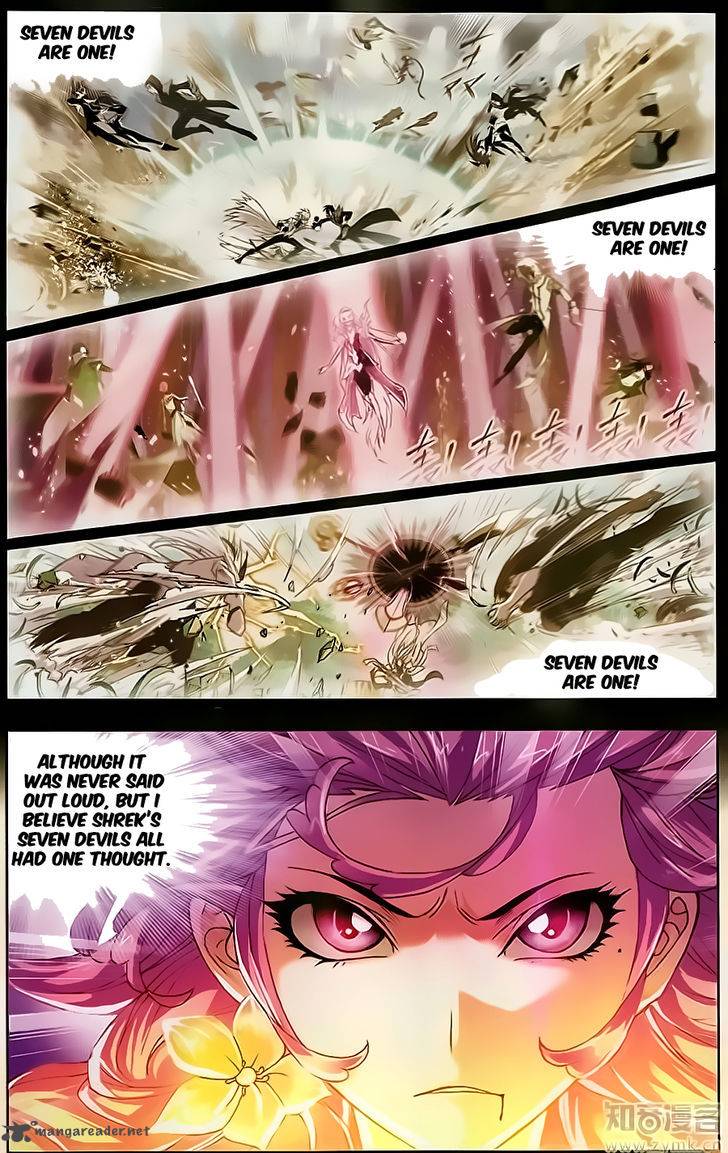 SEVEN DEVILS
ARE ONE!
SEVEN DEVILS
ARE ONE!
SEVEN DEVILS
ARE ONE!
ALTHOUGH IT
WAS NEVER SAID
OUT LOUD, BUT I
BELIEVE SHREK'S
SEVEN DEVILS ALL
HAD ONE THOUGHT.
mangareader.net
知音漫客
www.zymk.cn